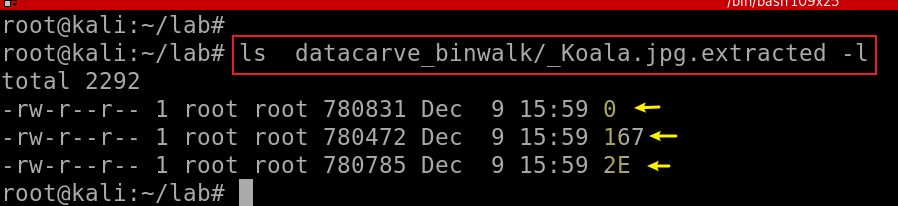 /bin/bash 109x25
root@kali:~/lab#
root@kali:~/lab# ls  datacarve_binwalk/_Koala.jpg.extracted -l
total 2292
-rw-r--r-- 1 root root 780831 Dec  9 15:59 0
-rw-r--r-- 1 root root 780472 Dec  9 15:59 167
-rw-r--r-- 1 root root 780785 Dec  9 15:59 2E
root@kali:~/lab#